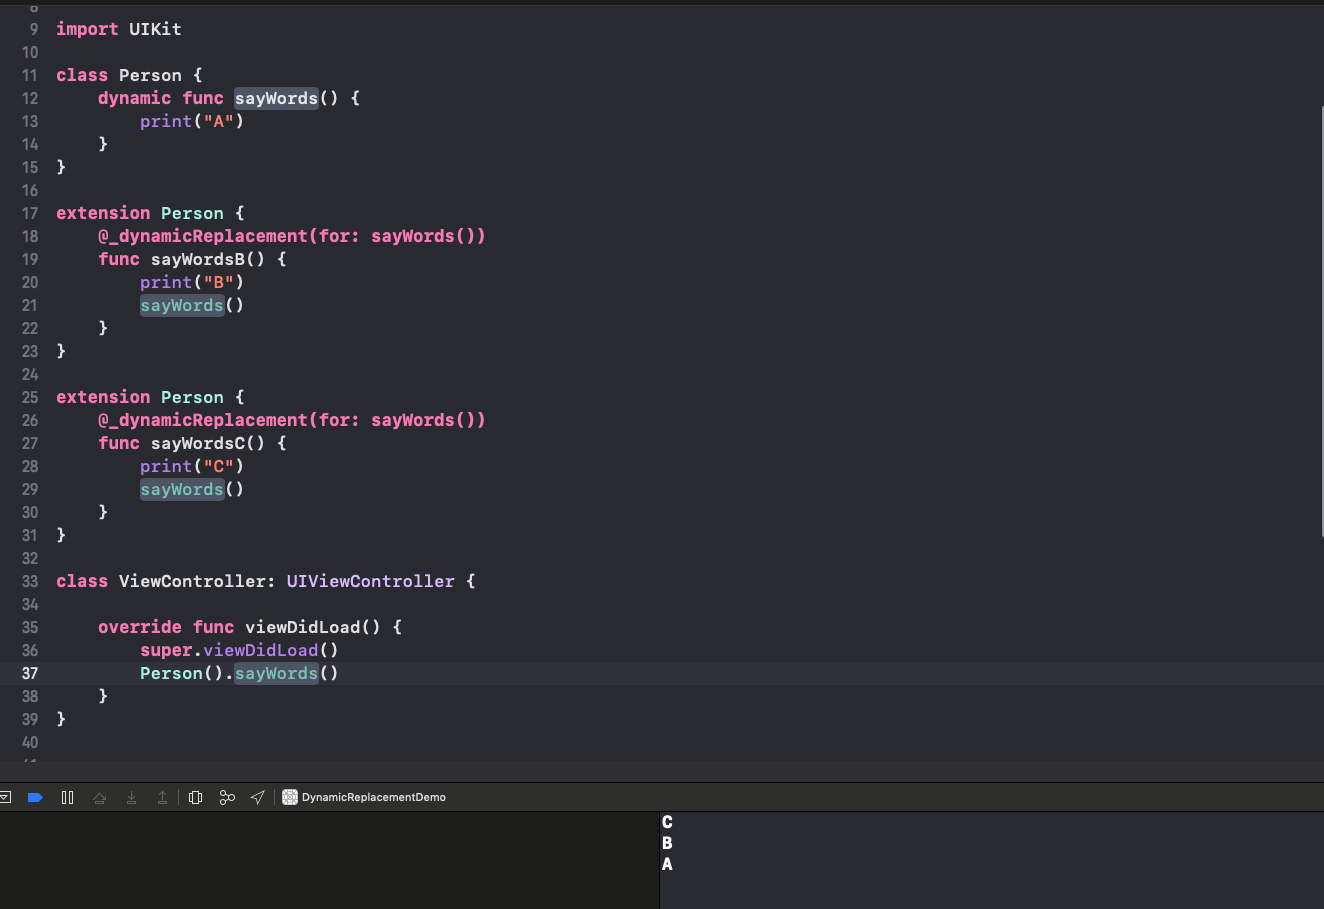 8
9 import UIKit
10
11 class Person {
12     dynamic func sayWords() {
13         print("A")
14     }
15 }
16
17 extension Person {
18     @_dynamicReplacement(for: sayWords())
19     func sayWordsB() {
20         print("B")
21         sayWords()
22     }
23 }
24
25 extension Person {
26     @_dynamicReplacement(for: sayWords())
27     func sayWordsC() {
28         print("C")
29         sayWords()
30     }
31 }
32
33 class ViewController: UIViewController {
34
35     override func viewDidLoad() {
36         super.viewDidLoad()
37         Person().sayWords()
38     }
39 }
40
DynamicReplacementDemo
C
B
A